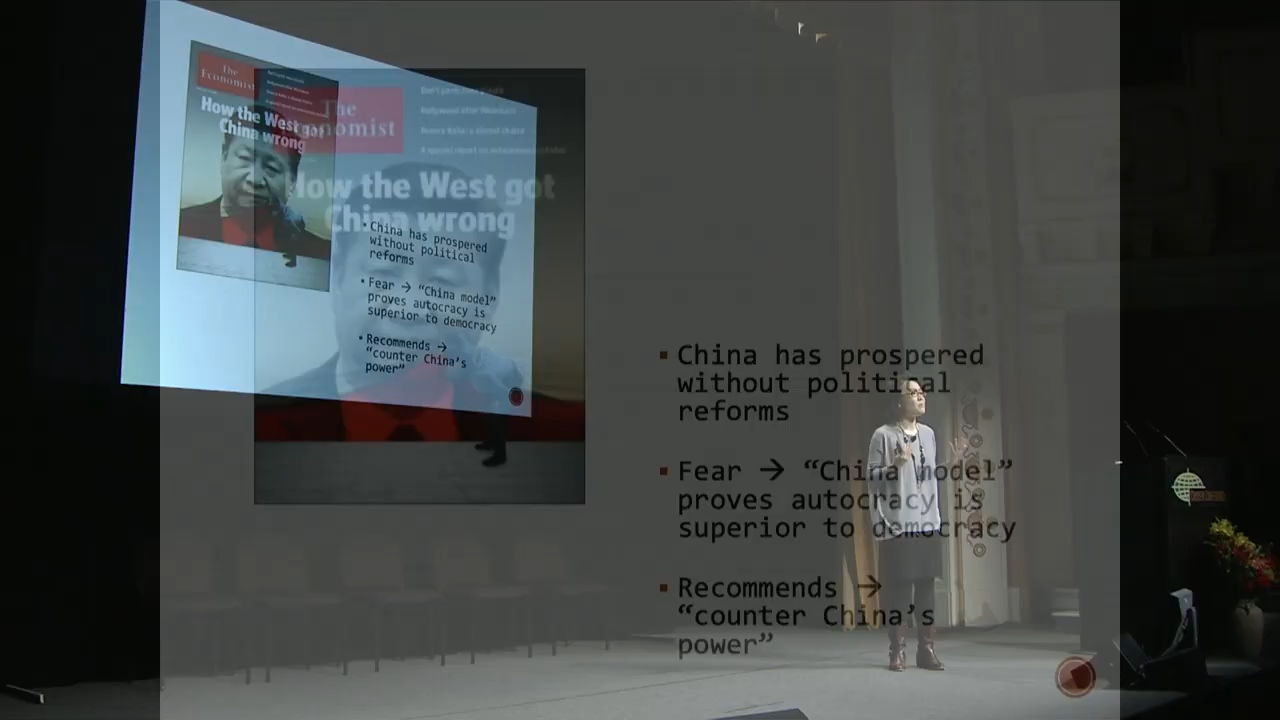 The
Economist
How the West got
China wrong
China has prospered
without political
reforms
Fear → “China model”
proves autocracy is
superior to democracy
Recommends →
“counter China’s
power”
The
Economist
How the West got
China wrong
▪ China has prospered
without political
reforms
▪ Fear → “China model”
proves autocracy is
superior to democracy
▪ Recommends →
“counter China’s
power”